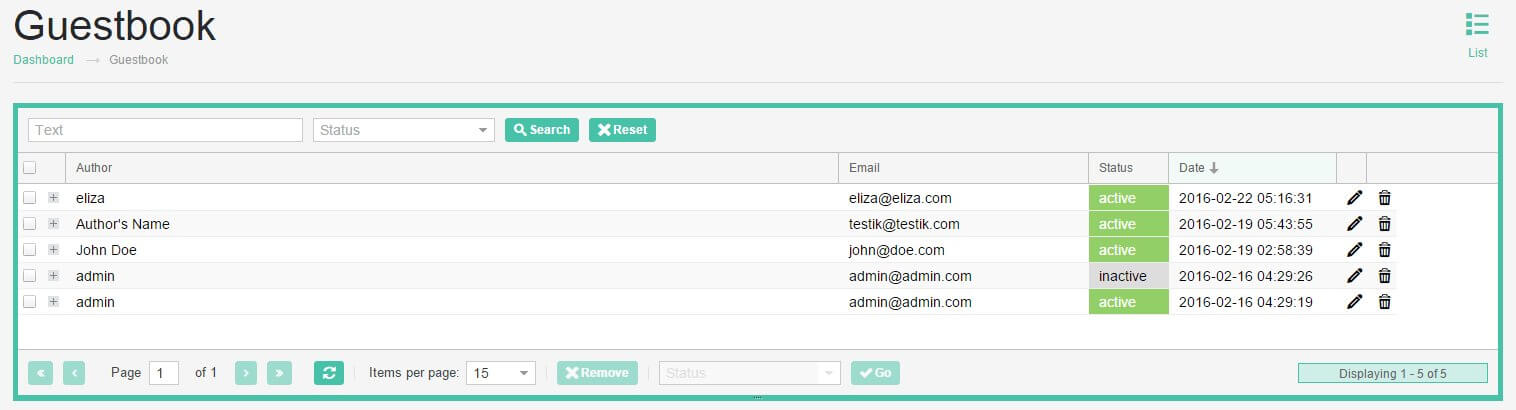 Guestbook
List
Dashboard → Guestbook
Text Status Search Reset
Author Email Status Date
eliza eliza@eliza.com active 2016-02-22 05:16:31
Author's Name testik@testik.com active 2016-02-19 05:43:55
John Doe john@doe.com active 2016-02-19 02:58:39
admin admin@admin.com inactive 2016-02-16 04:29:26
admin admin@admin.com active 2016-02-16 04:29:19
Page 1 of 1 Items per page: 15 Remove Status Go Displaying 1 - 5 of 5